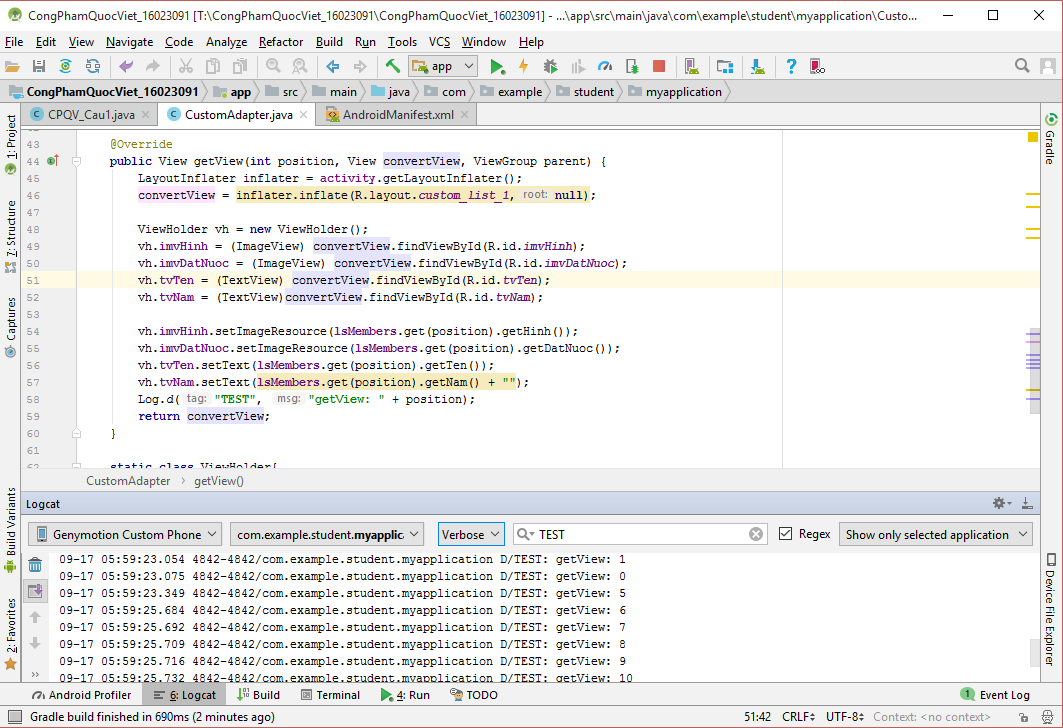 CongPhamQuocViet_16023091 [T:\CongPhamQuocViet_16023091\CongPhamQuocViet_16023091] - ...\app\src\main\java\com\example\student\myapplication\Custo...
File Edit View Navigate Code Analyze Refactor Build Run Tools VCS Window Help
app
CongPhamQuocViet_16023091 app src main java com example student myapplication
CPQV_Cau1.java CustomAdapter.java AndroidManifest.xml
1: Project
7: Structure
Captures
Build Variants
2: Favorites
43 @Override
44 public View getView(int position, View convertView, ViewGroup parent) {
45 LayoutInflater inflater = activity.getLayoutInflater();
46 convertView = inflater.inflate(R.layout.custom_list_1, root: null);
47
48 ViewHolder vh = new ViewHolder();
49 vh.imvHinh = (ImageView) convertView.findViewById(R.id.imvHinh);
50 vh.imvDatNuoc = (ImageView) convertView.findViewById(R.id.imvDatNuoc);
51 vh.tvTen = (TextView) convertView.findViewById(R.id.tvTen);
52 vh.tvNam = (TextView)convertView.findViewById(R.id.tvNam);
53
54 vh.imvHinh.setImageResource(lsMembers.get(position).getHinh());
55 vh.imvDatNuoc.setImageResource(lsMembers.get(position).getDatNuoc());
56 vh.tvTen.setText(lsMembers.get(position).getTen());
57 vh.tvNam.setText(lsMembers.get(position).getNam() + "");
58 Log.d( tag: "TEST", msg: "getView: " + position);
59 return convertView;
60 }
61
62 static class ViewHolder{
CustomAdapter › getView()
Gradle
Device File Explorer
Logcat
Genymotion Custom Phone com.example.student.myapplic Verbose TEST Regex Show only selected application
09-17 05:59:23.054 4842-4842/com.example.student.myapplication D/TEST: getView: 1
09-17 05:59:23.075 4842-4842/com.example.student.myapplication D/TEST: getView: 0
09-17 05:59:23.349 4842-4842/com.example.student.myapplication D/TEST: getView: 5
09-17 05:59:25.684 4842-4842/com.example.student.myapplication D/TEST: getView: 6
09-17 05:59:25.692 4842-4842/com.example.student.myapplication D/TEST: getView: 7
09-17 05:59:25.709 4842-4842/com.example.student.myapplication D/TEST: getView: 8
09-17 05:59:25.716 4842-4842/com.example.student.myapplication D/TEST: getView: 9
09-17 05:59:25.732 4842-4842/com.example.student.myapplication D/TEST: getView: 10
Android Profiler 6: Logcat Build Terminal 4: Run TODO 1 Event Log
Gradle build finished in 690ms (2 minutes ago) 51:42 CRLF UTF-8 Context: <no context>